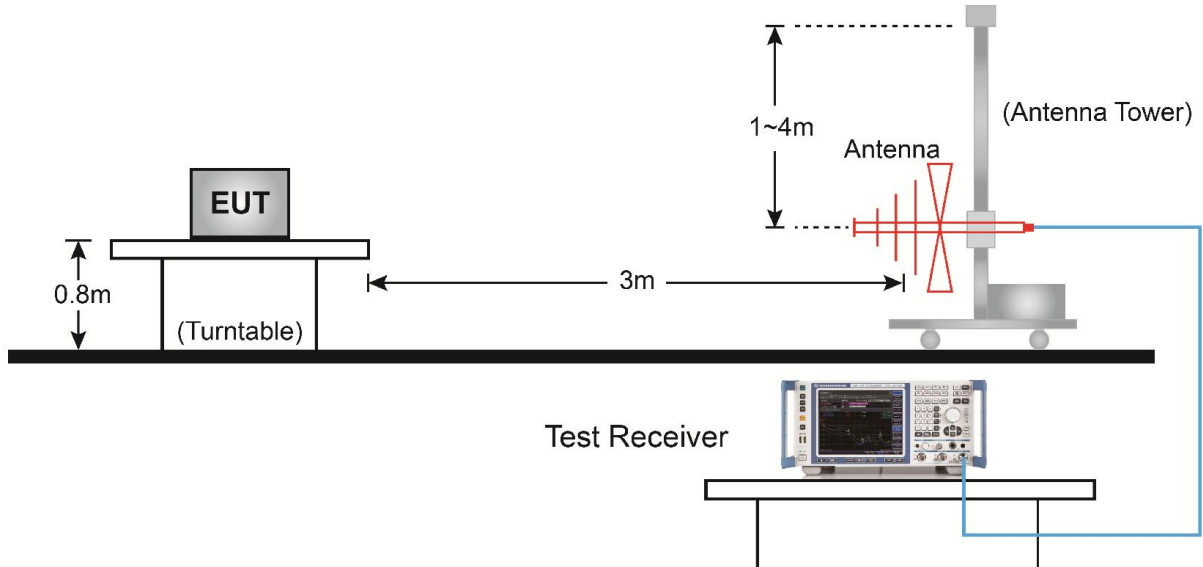 1~4m
(Antenna Tower)
Antenna
EUT
0.8m
3m
(Turntable)
Test Receiver